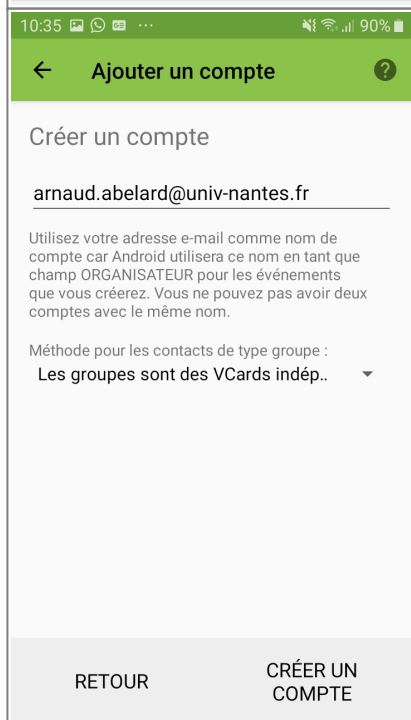 10:35 ... 90%
Ajouter un compte
Créer un compte
arnaud.abelard@univ-nantes.fr
Utilisez votre adresse e-mail comme nom de
compte car Android utilisera ce nom en tant que
champ ORGANISATEUR pour les événements
que vous créerez. Vous ne pouvez pas avoir deux
comptes avec le même nom.
Méthode pour les contacts de type groupe :
Les groupes sont des VCards indép..
RETOUR
CRÉER UN
COMPTE